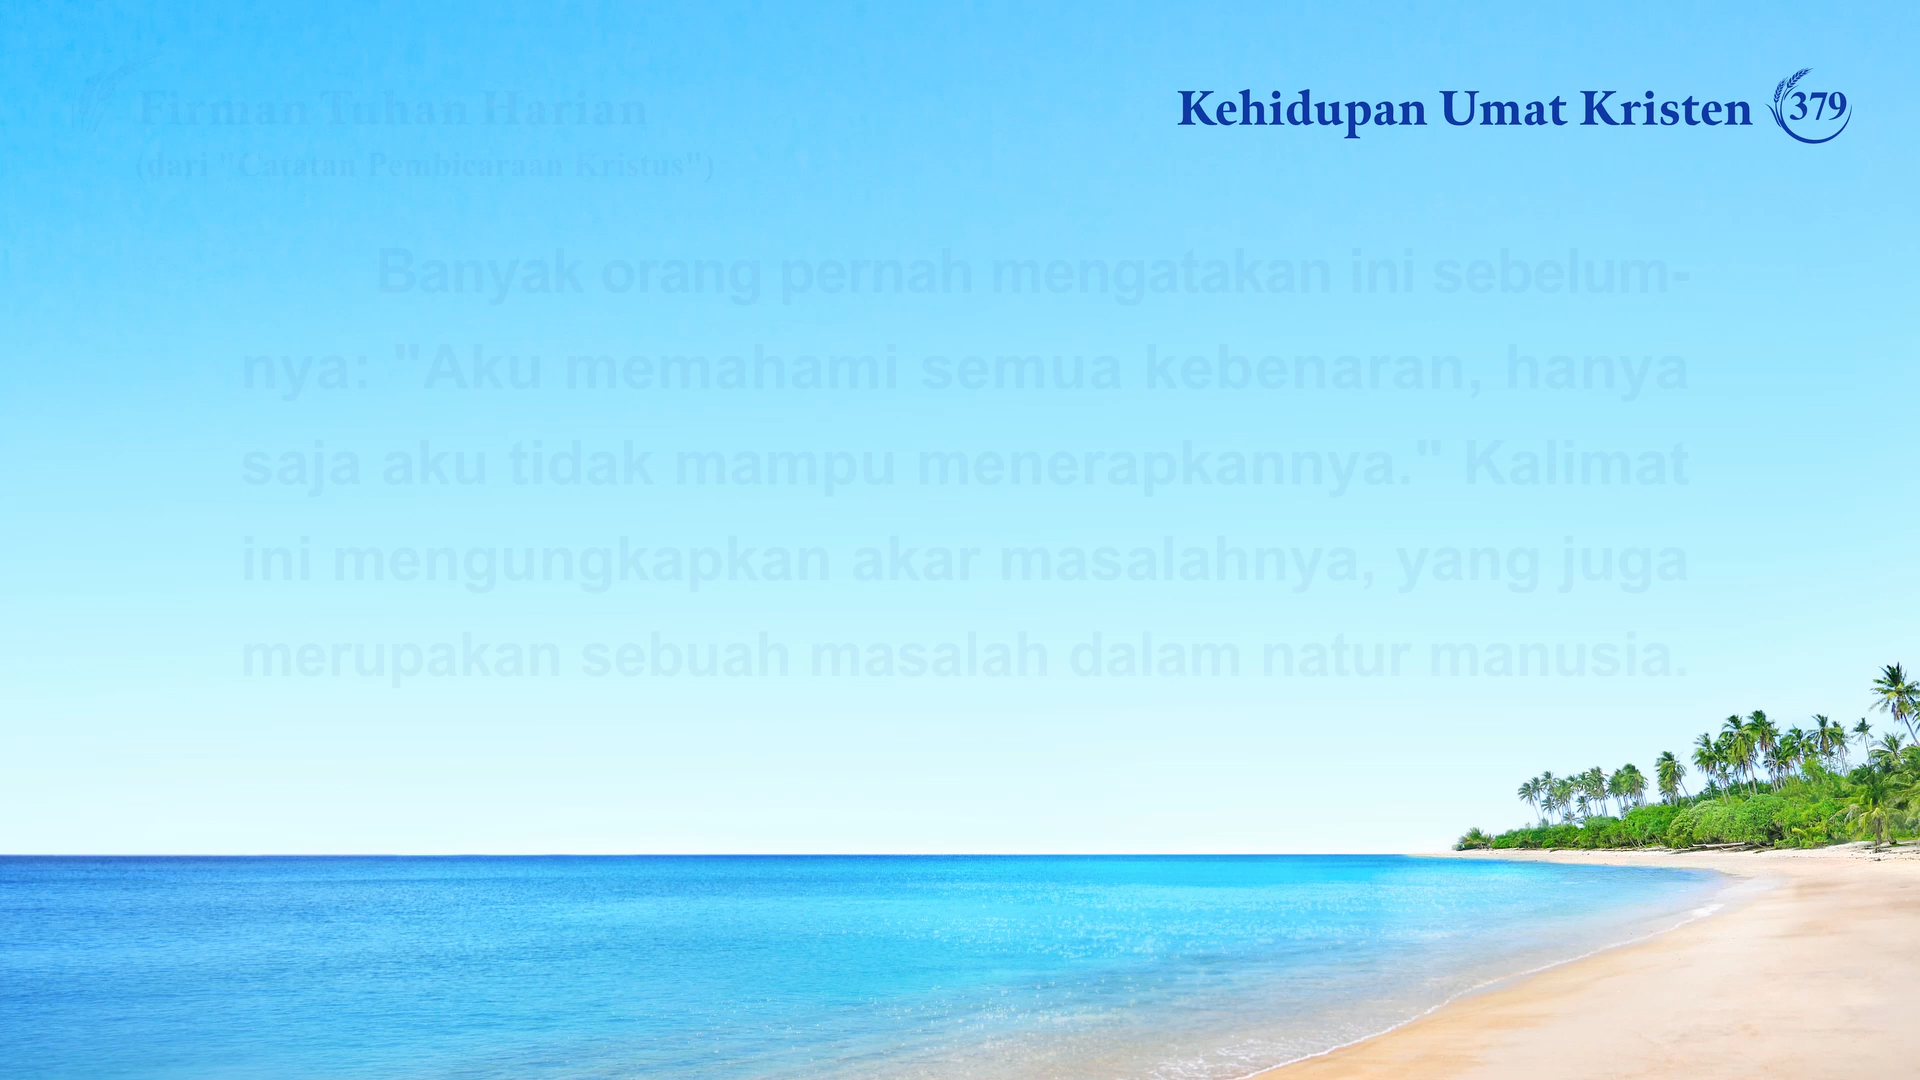 Firman Tuhan Harian
(dari "Catatan Pembicaraan Kristus")
Kehidupan Umat Kristen 379
Banyak orang pernah mengatakan ini sebelum-
nya: "Aku memahami semua kebenaran, hanya
saja aku tidak mampu menerapkannya." Kalimat
ini mengungkapkan akar masalahnya, yang juga
merupakan sebuah masalah dalam natur manusia.